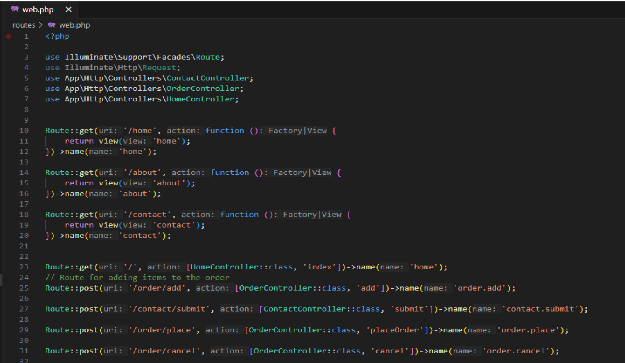 web.php
routes > web.php
1 <?php
2
3 use Illuminate\Support\Facades\Route;
4 use Illuminate\Http\Request;
5 use App\Http\Controllers\ContactController;
6 use App\Http\Controllers\OrderController;
7 use App\Http\Controllers\HomeController;
8
9
10 Route::get(uri: '/home', action: function (): Factory|View {
11 return view(view: 'home');
12 })->name(name: 'home');
13
14 Route::get(uri: '/about', action: function (): Factory|View {
15 return view(view: 'about');
16 })->name(name: 'about');
17
18 Route::get(uri: '/contact', action: function (): Factory|View {
19 return view(view: 'contact');
20 })->name(name: 'contact');
21
22
23 Route::get(uri: '/', action: [HomeController::class, 'index'])->name(name: 'home');
24 // Route for adding items to the order
25 Route::post(uri: '/order/add', action: [OrderController::class, 'add'])->name(name: 'order.add');
26
27 Route::post(uri: '/contact/submit', action: [ContactController::class, 'submit'])->name(name: 'contact.submit');
28
29 Route::post(uri: '/order/place', action: [OrderController::class, 'placeOrder'])->name(name: 'order.place');
30
31 Route::post(uri: '/order/cancel', action: [OrderController::class, 'cancel'])->name(name: 'order.cancel');
32